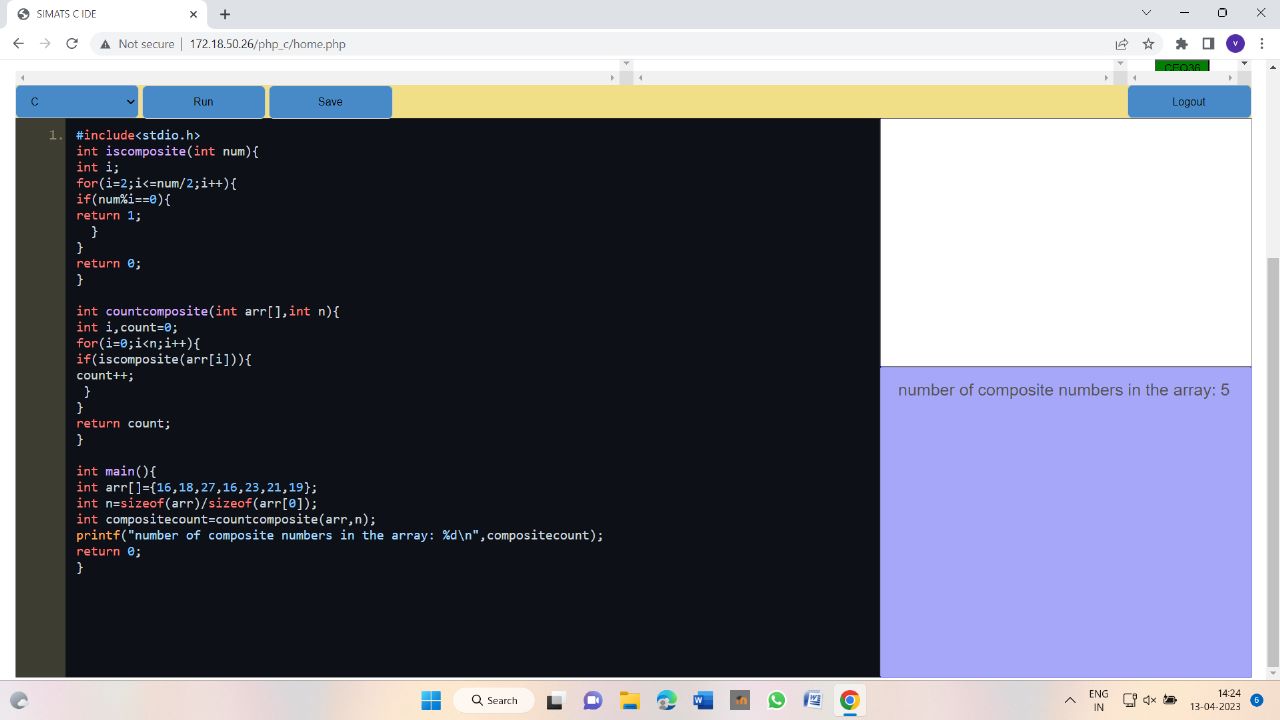 SIMATS C IDE
Not secure
172.18.50.26/php_c/home.php
v
CEQ36
C
Run
Save
Logout
1.
#include<stdio.h>
int iscomposite(int num){
int i;
for(i=2;i<=num/2;i++){
if(num%i==0){
return 1;
}
}
return 0;
}
int countcomposite(int arr[],int n){
int i,count=0;
for(i=0;i<n;i++){
if(iscomposite(arr[i])){
count++;
}
}
return count;
}
int main(){
int arr[]={16,18,27,16,23,21,19};
int n=sizeof(arr)/sizeof(arr[0]);
int compositecount=countcomposite(arr,n);
printf("number of composite numbers in the array: %d\n",compositecount);
return 0;
}
number of composite numbers in the array: 5
Search
ENG
IN
14:24
13-04-2023
6